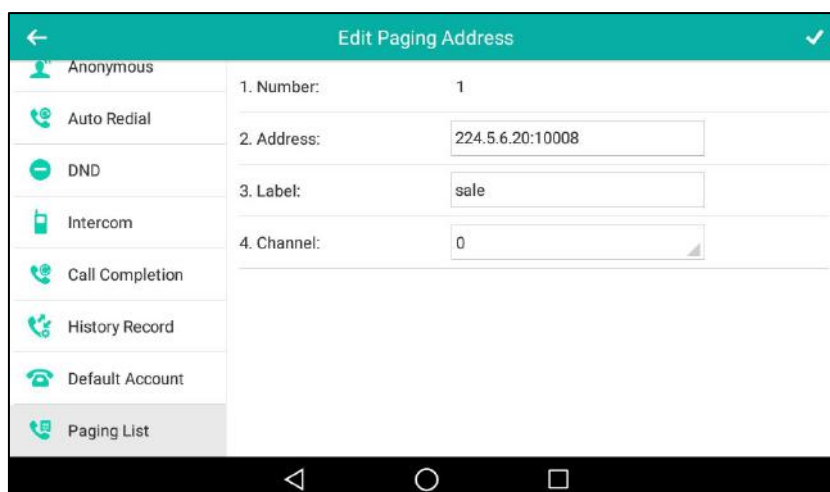 Edit Paging Address
Anonymous
Auto Redial
DND
Intercom
Call Completion
History Record
Default Account
Paging List
1. Number: 1
2. Address: 224.5.6.20:10008
3. Label: sale
4. Channel: 0